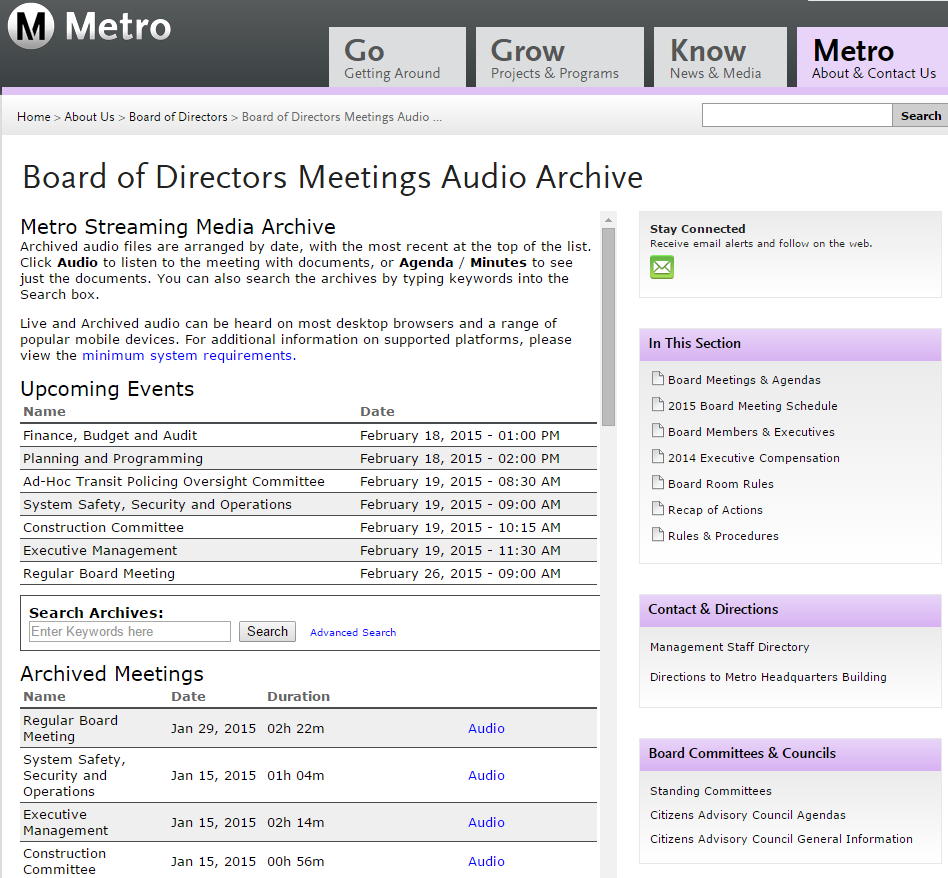 M Metro
Go
Getting Around
Grow
Projects & Programs
Know
News & Media
Metro
About & Contact Us
Home > About Us > Board of Directors > Board of Directors Meetings Audio ...
Search
Board of Directors Meetings Audio Archive
Metro Streaming Media Archive
Archived audio files are arranged by date, with the most recent at the top of the list.
Click Audio to listen to the meeting with documents, or Agenda / Minutes to see
just the documents. You can also search the archives by typing keywords into the
Search box.
Live and Archived audio can be heard on most desktop browsers and a range of
popular mobile devices. For additional information on supported platforms, please
view the minimum system requirements.
Upcoming Events
Name Date
Finance, Budget and Audit February 18, 2015 - 01:00 PM
Planning and Programming February 18, 2015 - 02:00 PM
Ad-Hoc Transit Policing Oversight Committee February 19, 2015 - 08:30 AM
System Safety, Security and Operations February 19, 2015 - 09:00 AM
Construction Committee February 19, 2015 - 10:15 AM
Executive Management February 19, 2015 - 11:30 AM
Regular Board Meeting February 26, 2015 - 09:00 AM
Search Archives:
Enter Keywords here Search Advanced Search
Archived Meetings
Name Date Duration
Regular Board
Meeting Jan 29, 2015 02h 22m Audio
System Safety,
Security and
Operations Jan 15, 2015 01h 04m Audio
Executive
Management Jan 15, 2015 02h 14m Audio
Construction
Committee Jan 15, 2015 00h 56m Audio
Stay Connected
Receive email alerts and follow on the web.
In This Section
Board Meetings & Agendas
2015 Board Meeting Schedule
Board Members & Executives
2014 Executive Compensation
Board Room Rules
Recap of Actions
Rules & Procedures
Contact & Directions
Management Staff Directory
Directions to Metro Headquarters Building
Board Committees & Councils
Standing Committees
Citizens Advisory Council Agendas
Citizens Advisory Council General Information